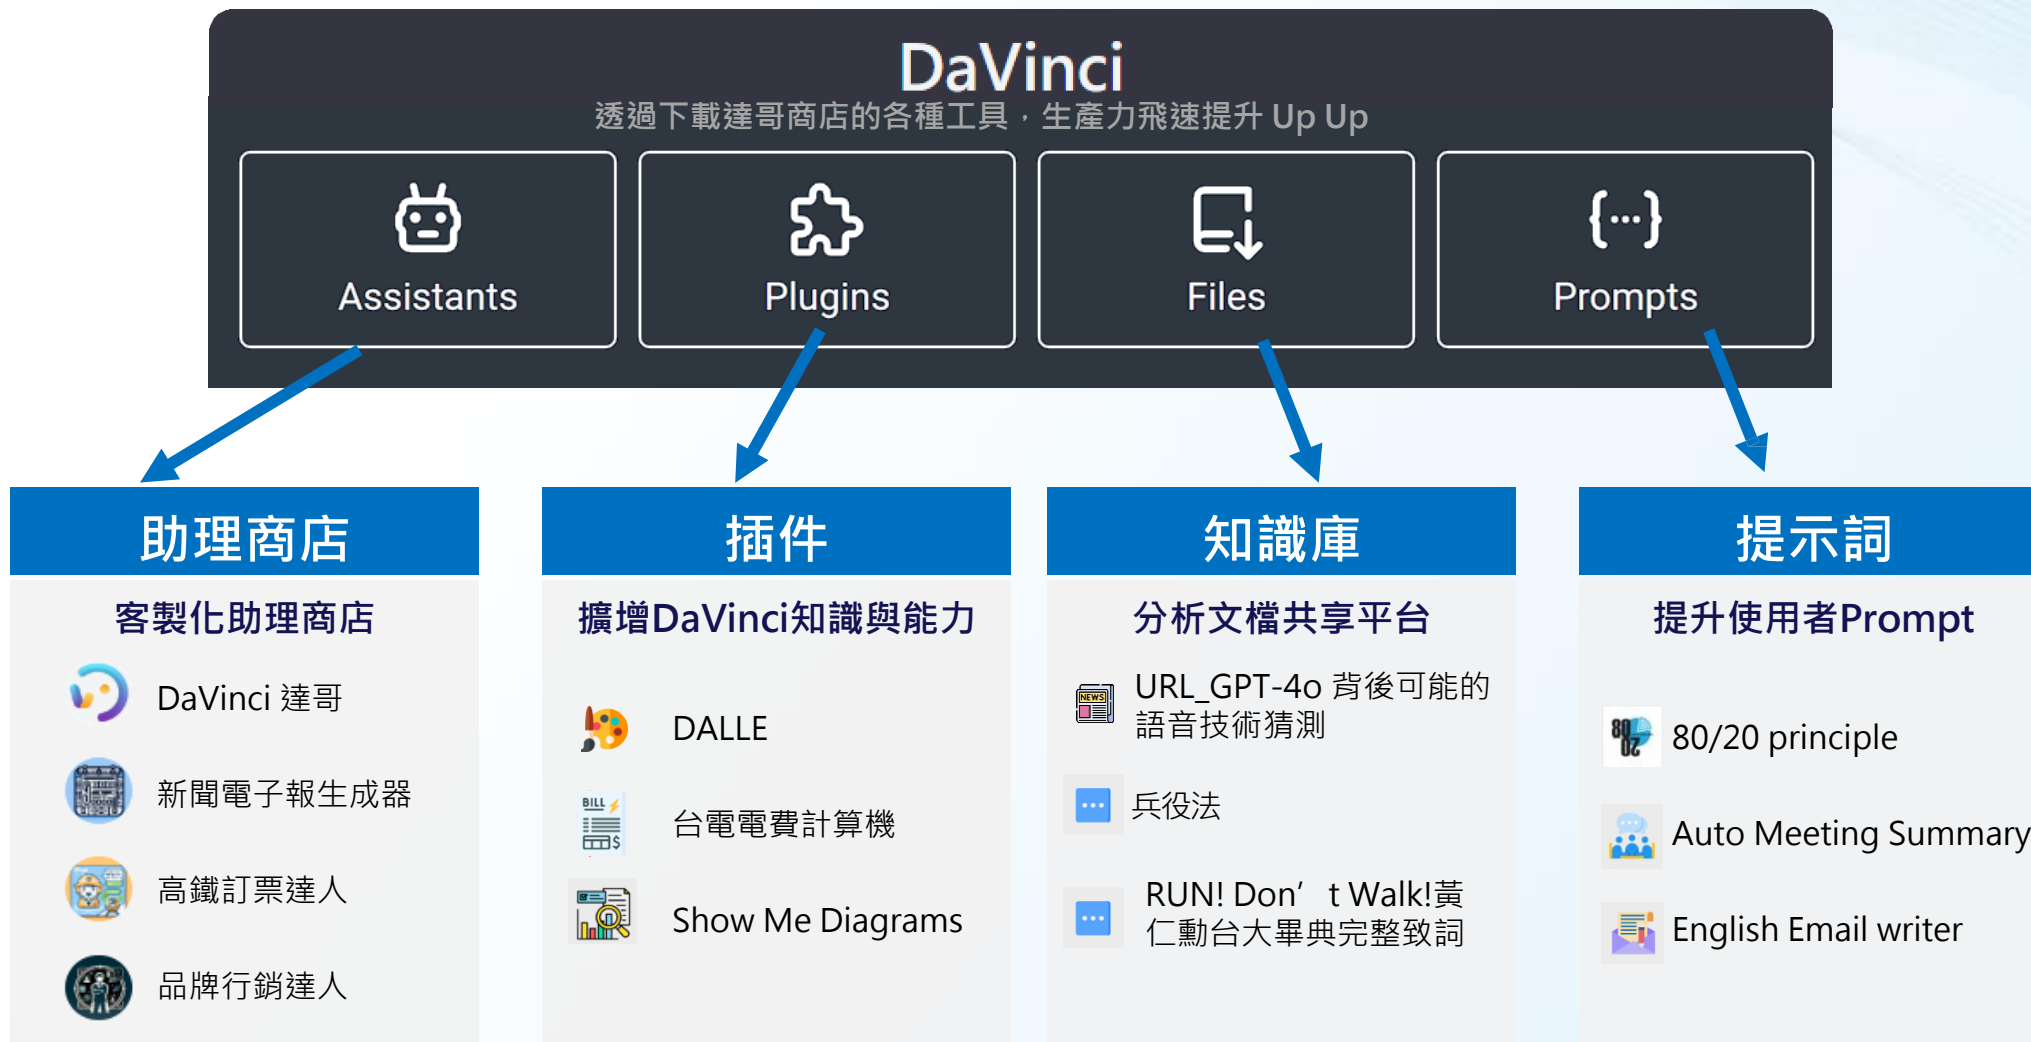 DaVinci
透過下載達哥商店的各種工具，生產力飛速提升 Up Up
Assistants
Plugins
Files
Prompts
助理商店
客製化助理商店
DaVinci 達哥
新聞電子報生成器
高鐵訂票達人
品牌行銷達人
插件
擴增DaVinci知識與能力
DALLE
BILL
台電電費計算機
Show Me Diagrams
知識庫
分析文檔共享平台
NEWS
URL_GPT-4o 背後可能的
語音技術猜測
兵役法
RUN! Don’t Walk!黃
仁勳台大畢典完整致詞
提示詞
提升使用者Prompt
80/20 principle
Auto Meeting Summary
English Email writer